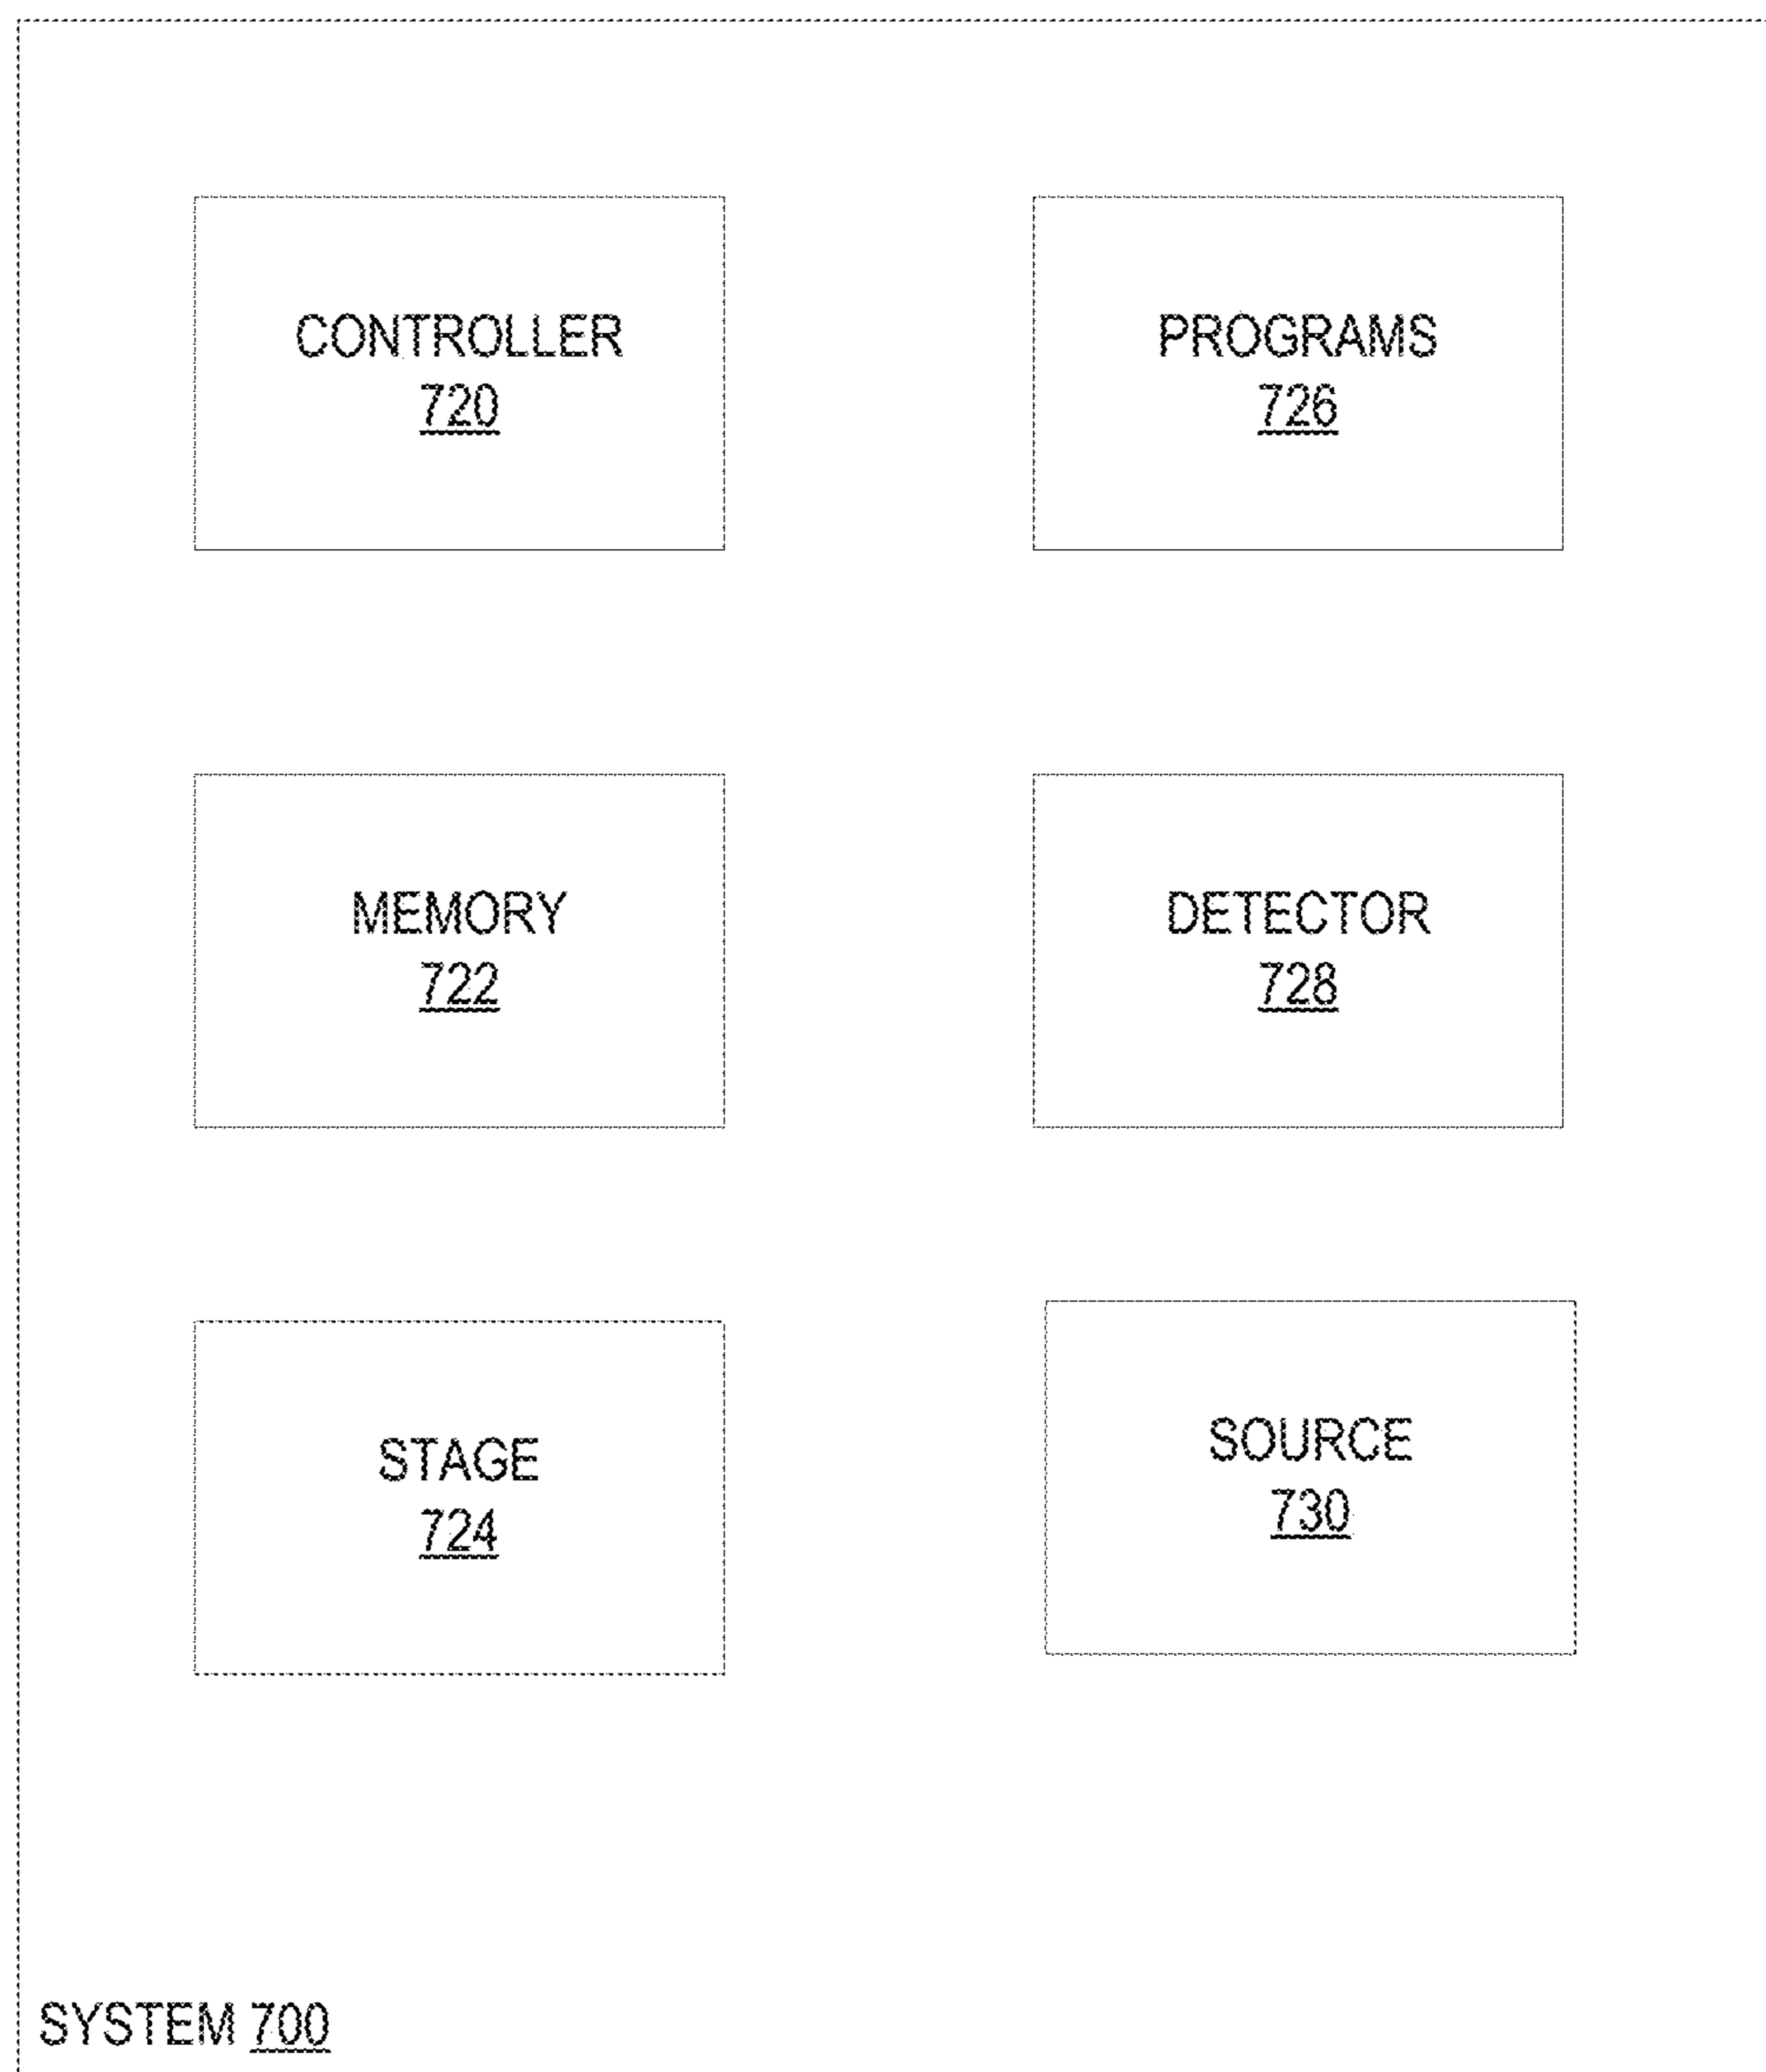 CONTROLLER
720
PROGRAMS
726
MEMORY
722
DETECTOR
728
STAGE
724
SOURCE
730
SYSTEM 700